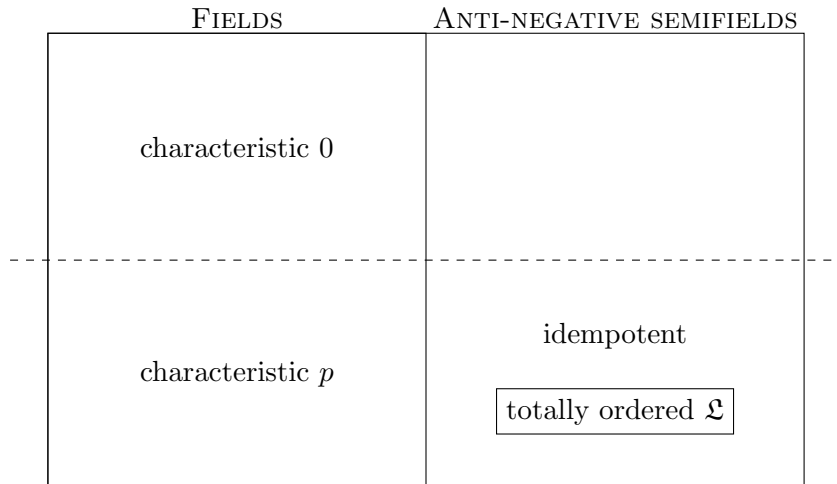 FIELDS
ANTI-NEGATIVE SEMIFIELDS
characteristic 0
idempotent
characteristic p
totally ordered 𝔏